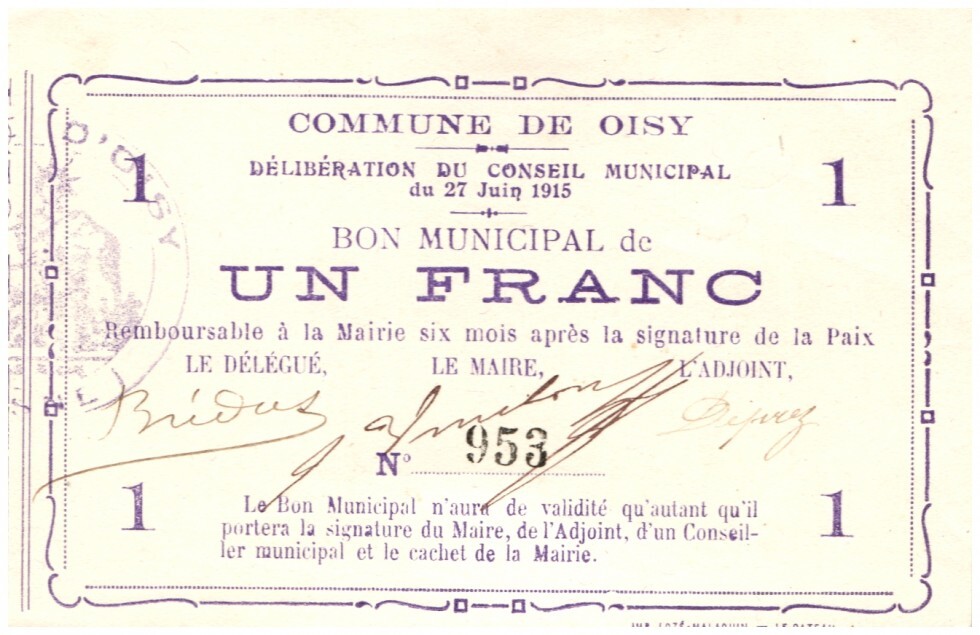 COMMUNE DE OISY
DÉLIBÉRATION DU CONSEIL MUNICIPAL
du 27 Juin 1915
1 1
D'OISY
BON MUNICIPAL de
UN FRANC
Remboursable à la Mairie six mois après la signature de la Paix
LE DÉLÉGUÉ, LE MAIRE, L'ADJOINT,
Déprez
N° 953
1 1
Le Bon Municipal n'aura de validité qu'autant qu'il
portera la signature du Maire, de l'Adjoint, d'un Conseil-
ler municipal et le cachet de la Mairie.